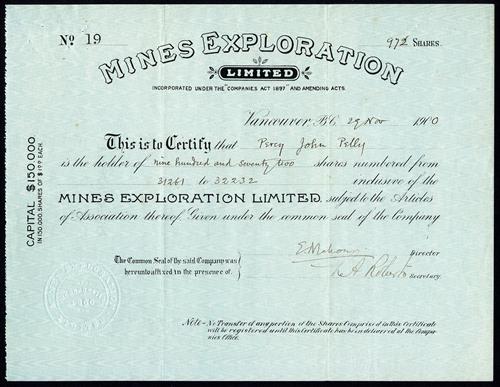 No 19
972 SHARES.
MINES EXPLORATION
LIMITED
INCORPORATED UNDER THE "COMPANIES ACT 1897" AND AMENDING ACTS.
Vancouver, B.C. 29 Nov 1900
This is to Certify that Percy John Pelly
is the holder of nine hundred and seventy two shares numbered from
31261 to 32232 inclusive of the
MINES EXPLORATION LIMITED, subject to the Articles
of Association thereof Given under the common seal of the Company
The Common Seal of the said Company was
hereunto affixed in the presence of
Director
Secretary
CAPITAL $150,000
IN 150,000 SHARES OF $1.00 EACH.
Note - No Transfer of any portion of the Shares Comprised in this Certificate
will be registered until this Certificate has been delivered at the Compa-
nies Office.